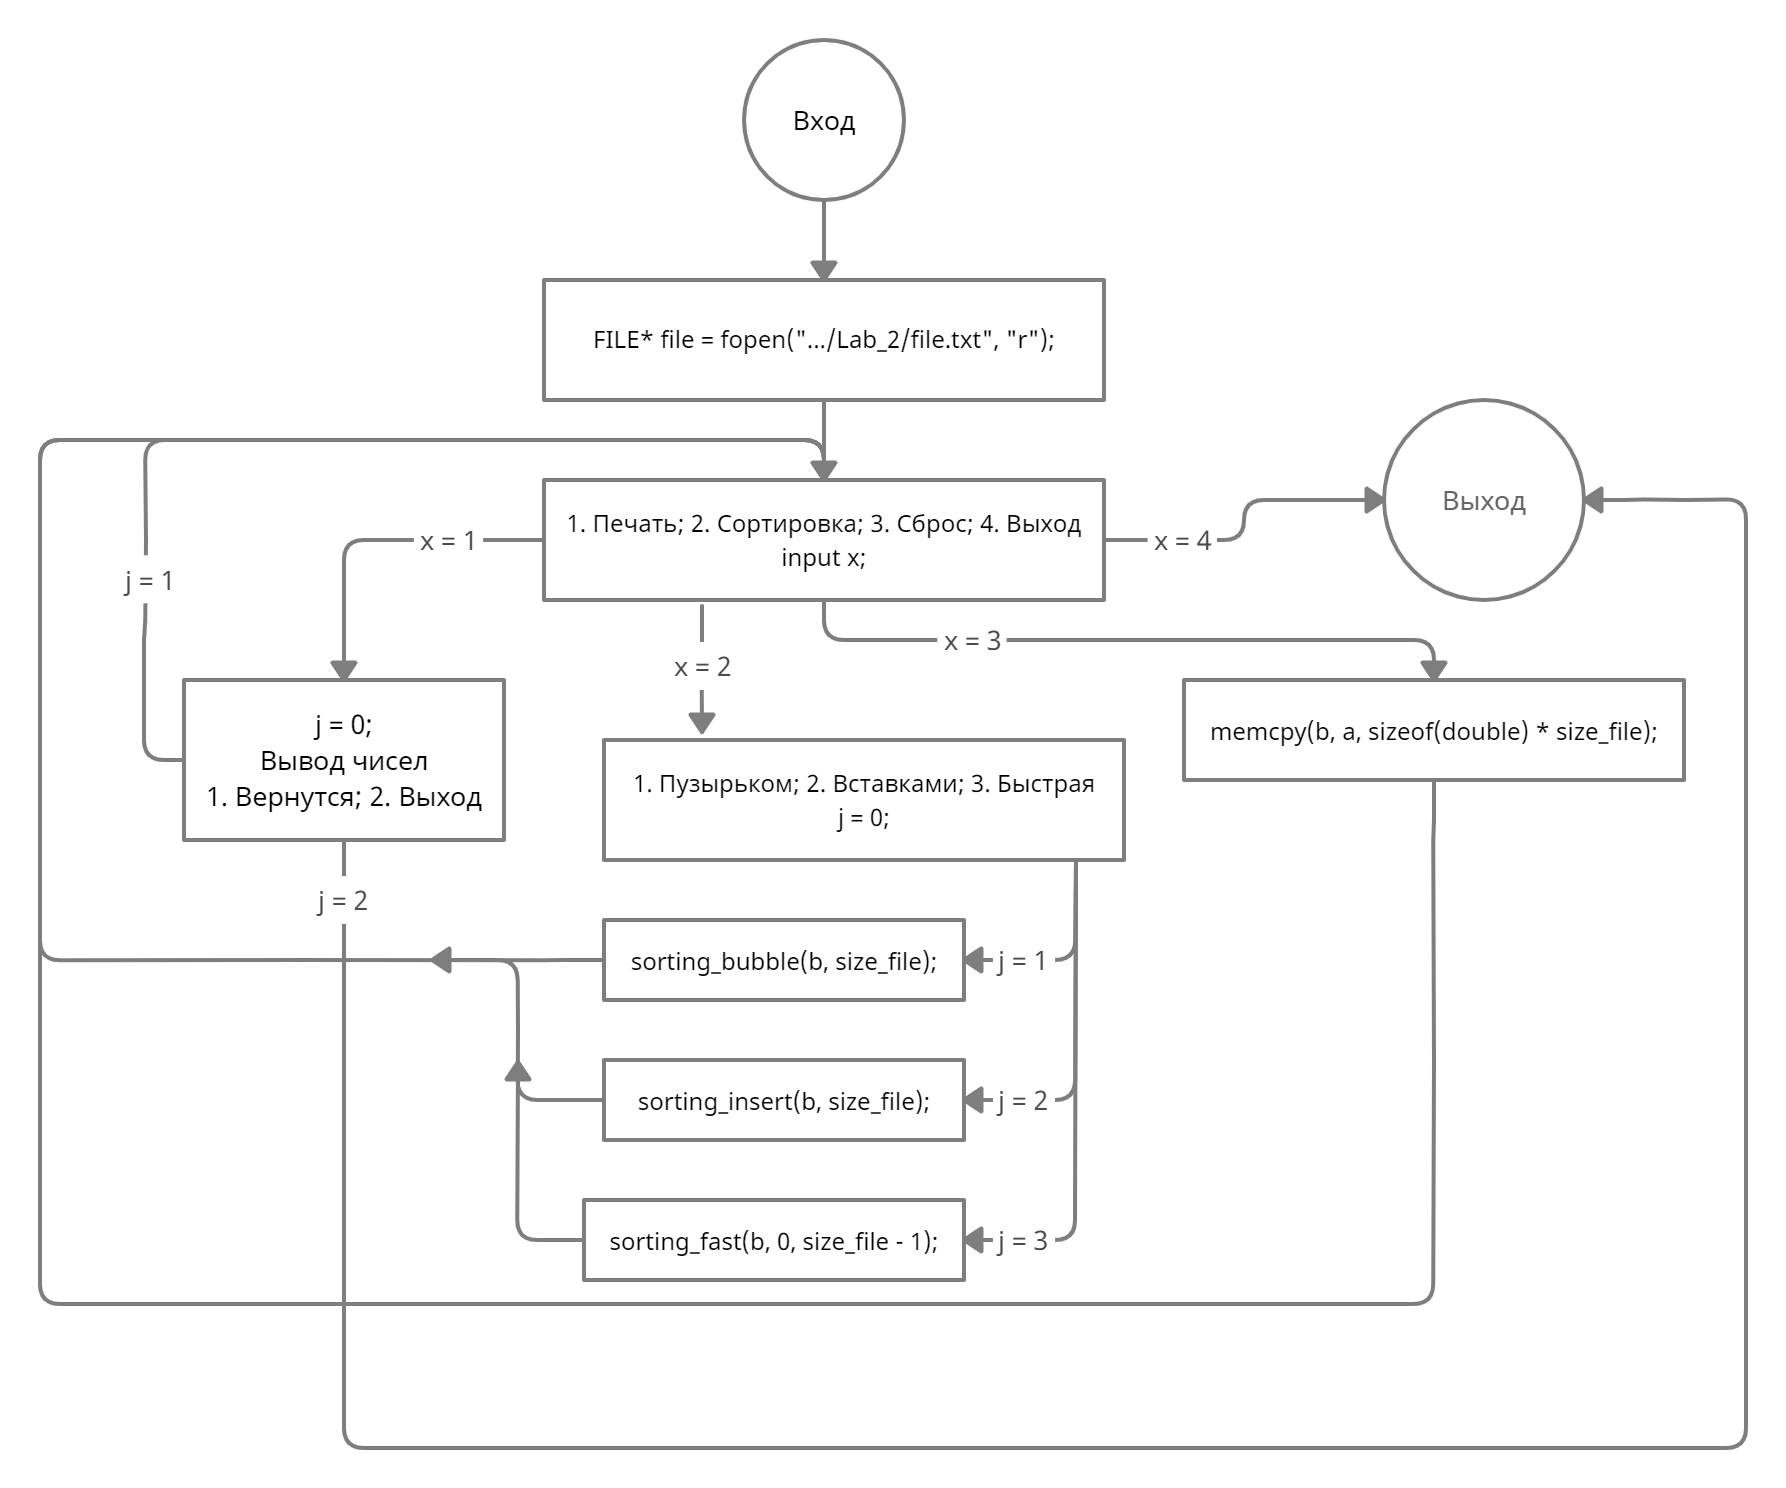 Вход
FILE* file = fopen(".../Lab_2/file.txt", "r");
1. Печать; 2. Сортировка; 3. Сброс; 4. Выход
input x;
Выход
x = 1
x = 4
j = 1
x = 2
x = 3
j = 0;
Вывод чисел
1. Вернутся; 2. Выход
1. Пузырьком; 2. Вставками; 3. Быстрая
j = 0;
memcpy(b, a, sizeof(double) * size_file);
j = 2
sorting_bubble(b, size_file);
j = 1
sorting_insert(b, size_file);
j = 2
sorting_fast(b, 0, size_file - 1);
j = 3